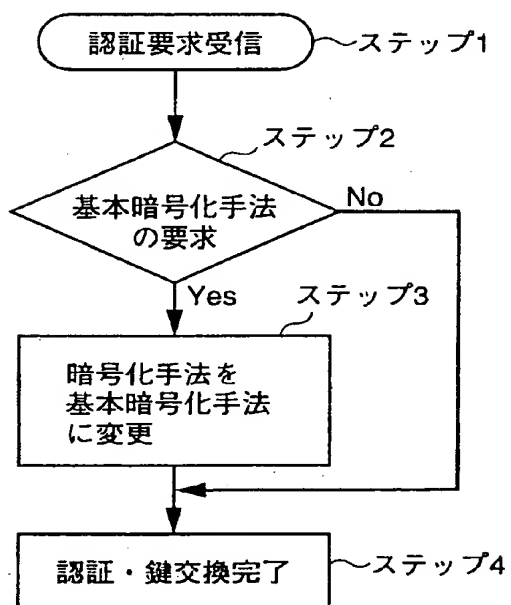 認証要求受信
ステップ1
ステップ2
基本暗号化手法
の要求
No
Yes
ステップ3
暗号化手法を
基本暗号化手法
に変更
認証・鍵交換完了
ステップ4